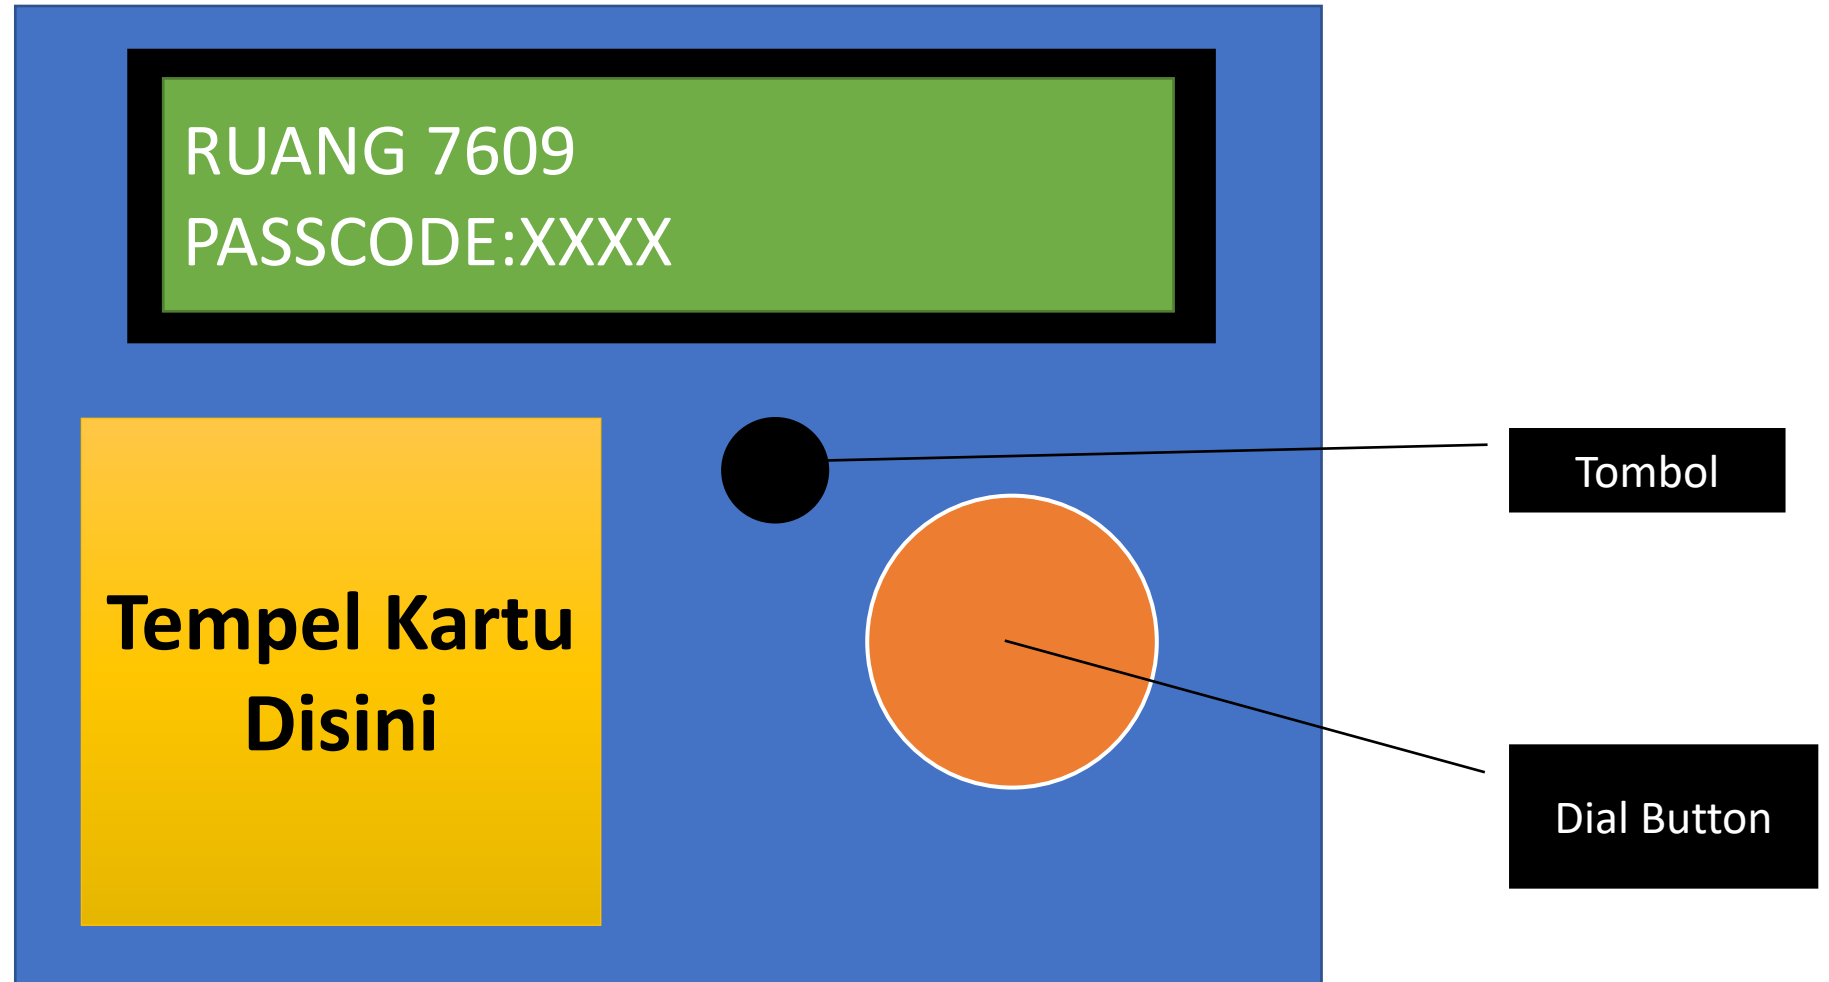 RUANG 7609
PASSCODE:XXXX
Tombol
Tempel Kartu
Disini
Dial Button